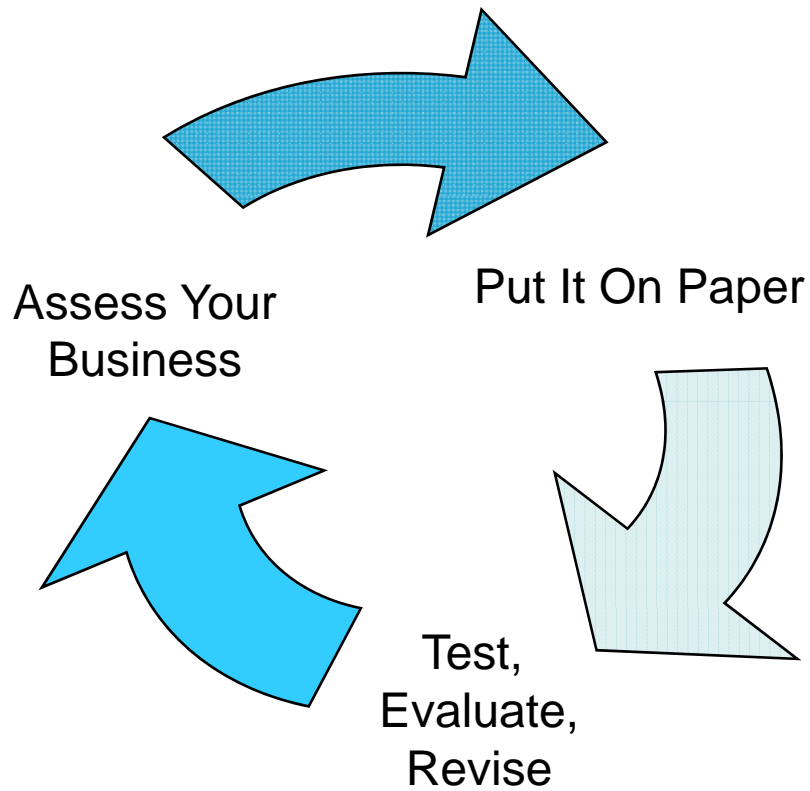 Assess Your
Business
Put It On Paper
Test,
Evaluate,
Revise